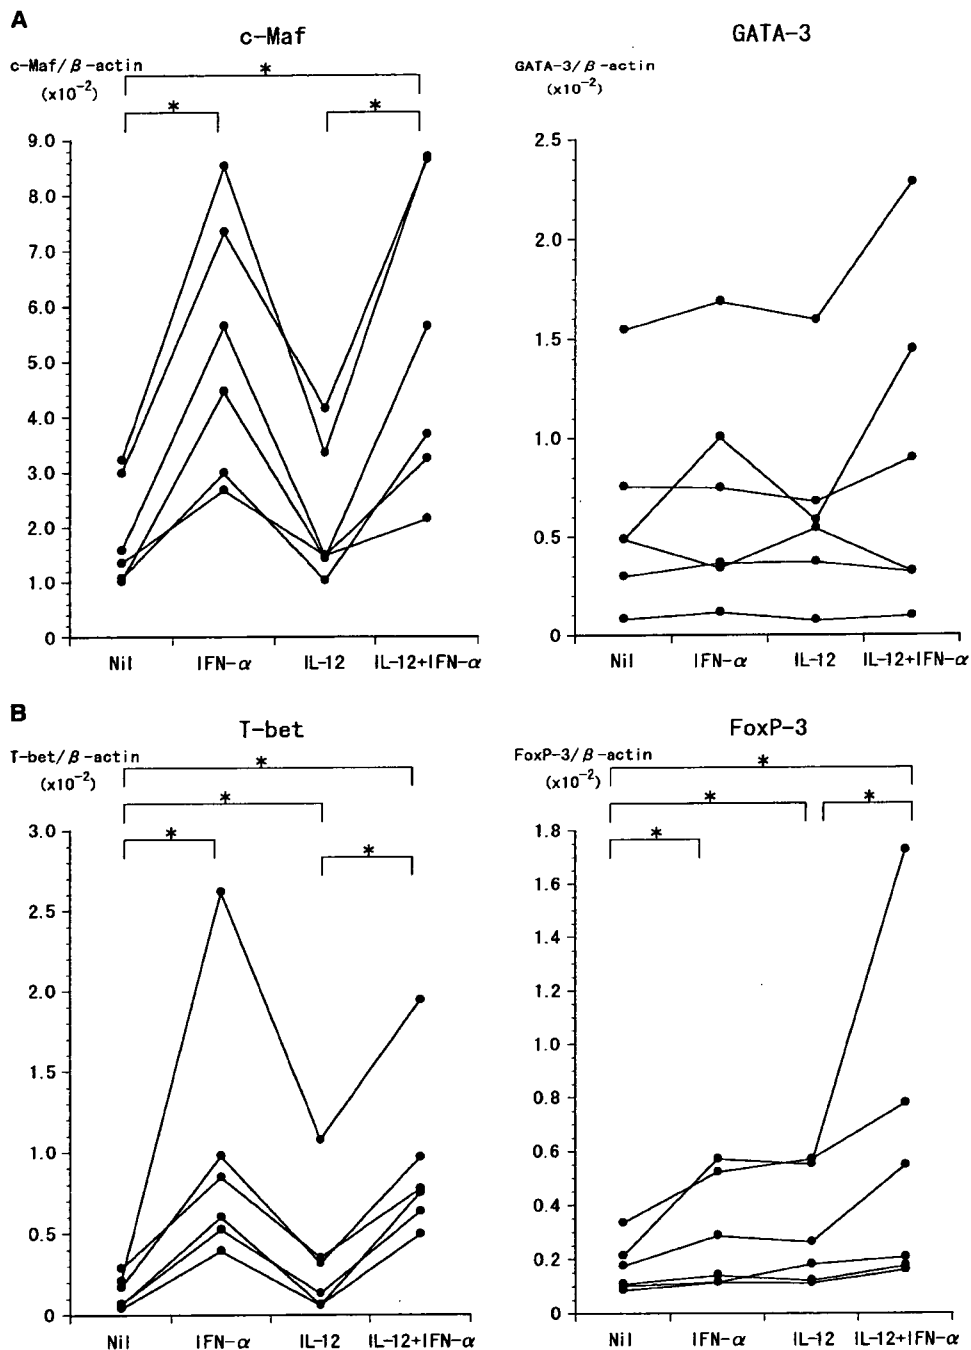 A
c-Maf
c-Maf/β-actin
(x10⁻²)
*
*
*
9.0
8.0
7.0
6.0
5.0
4.0
3.0
2.0
1.0
0
Nil IFN-α IL-12 IL-12+IFN-α
GATA-3
GATA-3/β-actin
(x10⁻²)
2.5
2.0
1.5
1.0
0.5
0
Nil IFN-α IL-12 IL-12+IFN-α
B
T-bet
T-bet/β-actin
(x10⁻²)
*
*
*
*
3.0
2.5
2.0
1.5
1.0
0.5
0
Nil IFN-α IL-12 IL-12+IFN-α
FoxP-3
FoxP-3/β-actin
(x10⁻²)
*
*
*
*
1.8
1.6
1.4
1.2
1.0
0.8
0.6
0.4
0.2
0
Nil IFN-α IL-12 IL-12+IFN-α